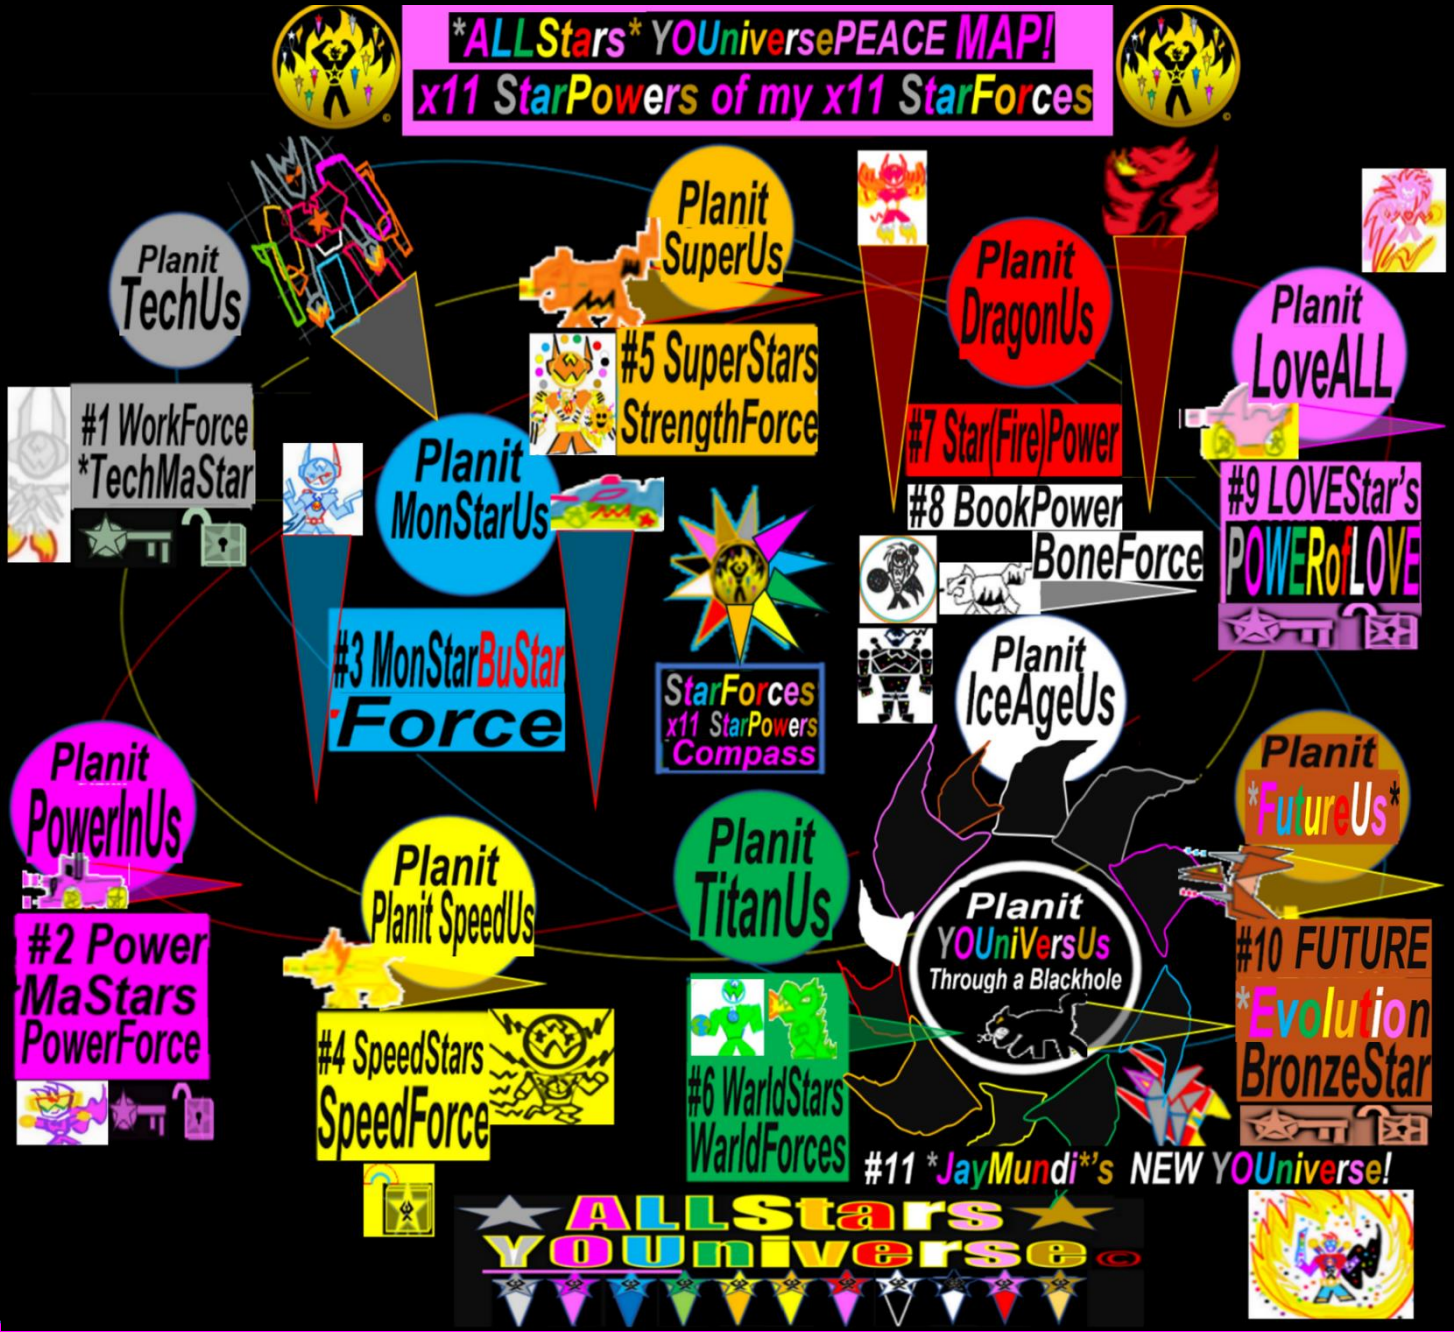 *ALLStars* YOUniversePEACE MAP!
x11 StarPowers of my x11 StarForces
©
©
Planit
TechUs
#1 WorkForce
*TechMaStar
Planit
SuperUs
#5 SuperStars
StrengthForce
Planit
DragonUs
#7 Star(Fire)Power
#8 BookPower
BoneForce
Planit
IceAgeUs
Planit
LoveALL
#9 LOVEStar's
POWERofLOVE
Planit
MonStarUs
#3 MonStarBuStar
Force
StarForces
x11 StarPowers
Compass
Planit
PowerInUs
#2 Power
MaStars
PowerForce
Planit
Planit SpeedUs
#4 SpeedStars
SpeedForce
Planit
TitanUs
#6 WarldStars
WarldForces
Planit
YOUniVersUs
Through a Blackhole
Planit
*FutureUs*
#10 FUTURE
*Evolution
BronzeStar
#11 *JayMundi*'s NEW YOUniverse!
ALLStars
YOUniverse ©